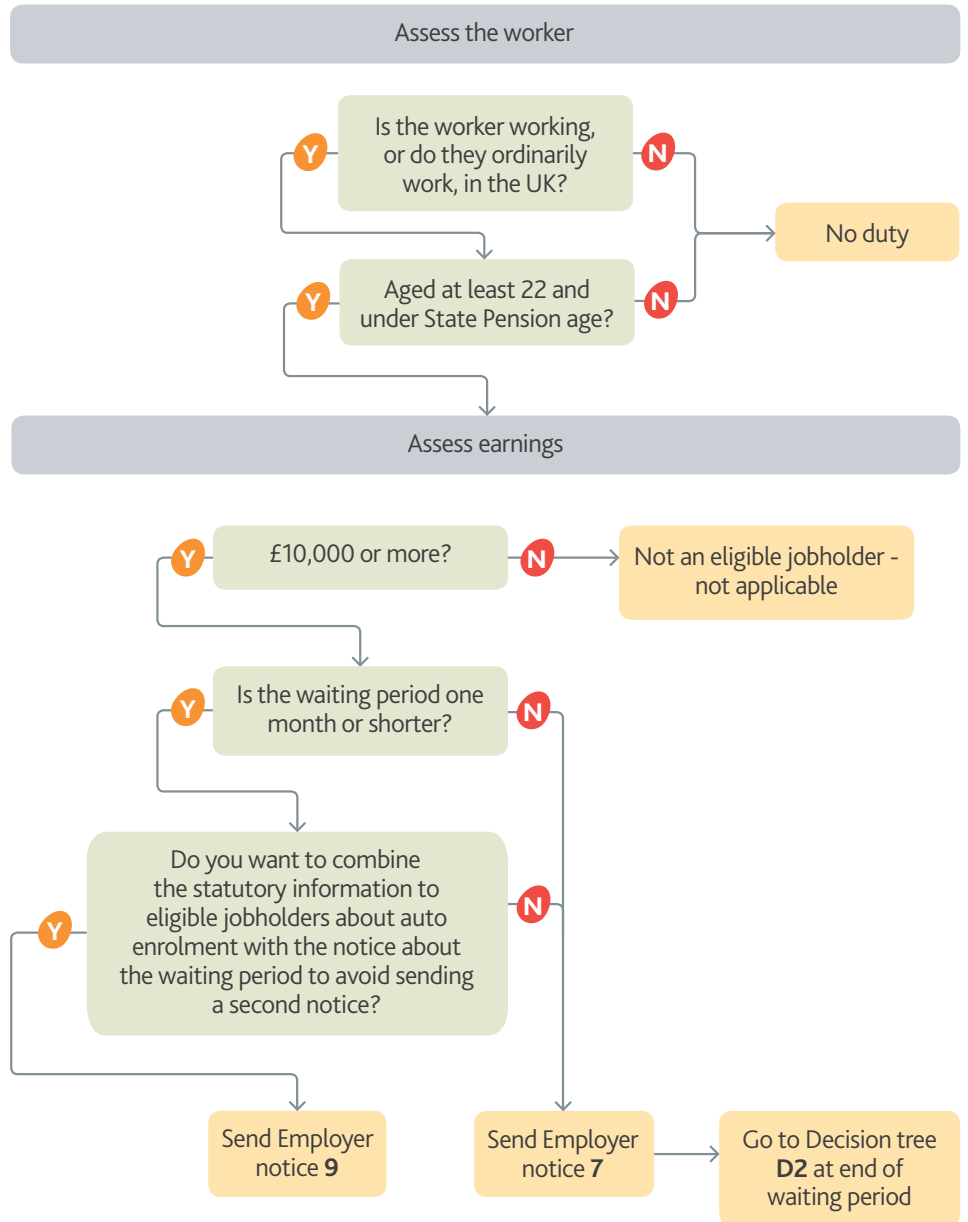 Assess the worker
Is the worker working,
or do they ordinarily
work, in the UK?
Y
N
No duty
Aged at least 22 and
under State Pension age?
Y
N
Assess earnings
£10,000 or more?
Y
N
Not an eligible jobholder -
not applicable
Is the waiting period one
month or shorter?
Y
N
Do you want to combine
the statutory information to
eligible jobholders about auto
enrolment with the notice about
the waiting period to avoid sending
a second notice?
Y
N
Send Employer
notice 9
Send Employer
notice 7
Go to Decision tree
D2 at end of
waiting period